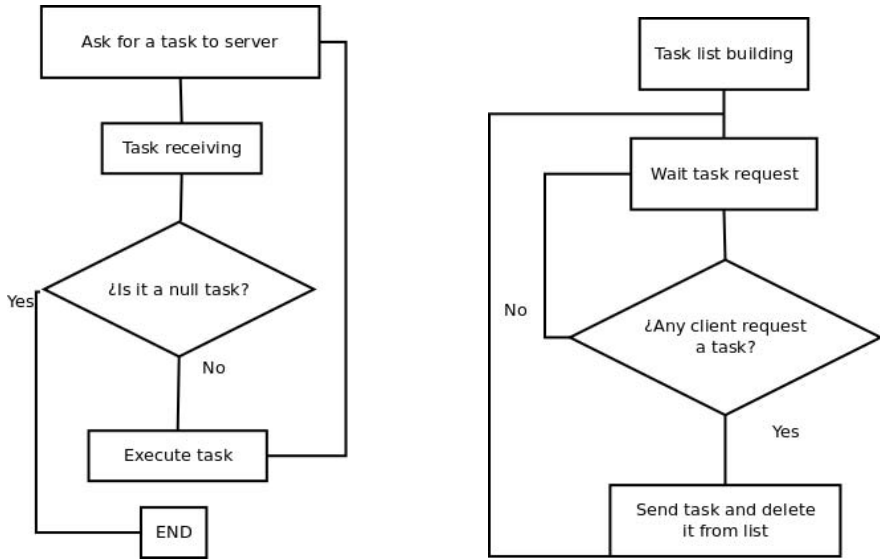 Ask for a task to server
Task receiving
¿Is it a null task?
Yes
No
Execute task
END
Task list building
Wait task request
¿Any client request
a task?
No
Yes
Send task and delete
it from list